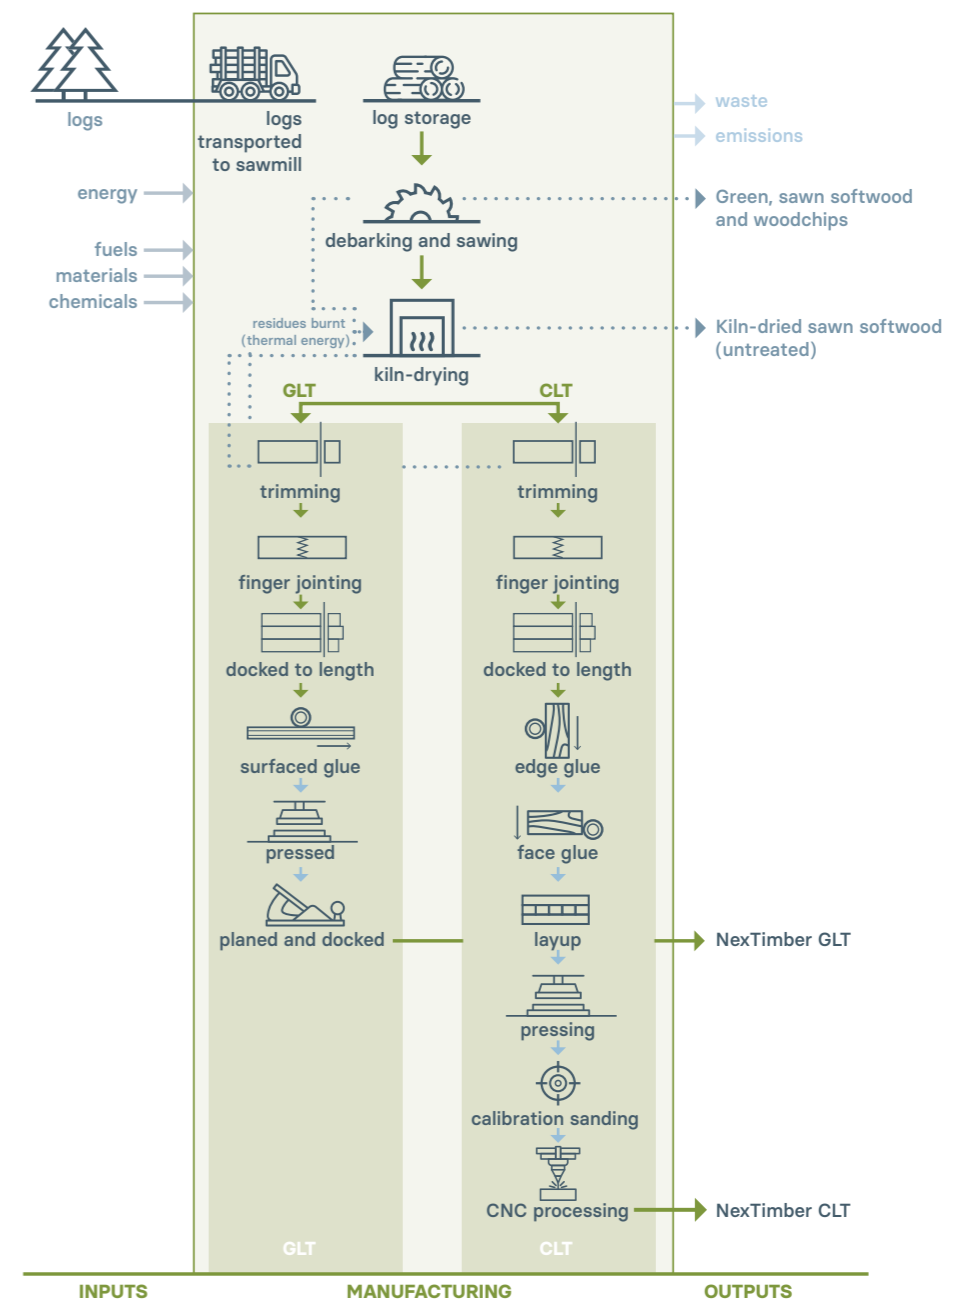 logs
logs
transported
to sawmill
log storage
waste
emissions
energy
Green, sawn softwood
and woodchips
debarking and sawing
fuels
materials
chemicals
residues burnt
(thermal energy)
Kiln-dried sawn softwood
(untreated)
kiln-drying
GLT
CLT
trimming
trimming
finger jointing
finger jointing
docked to length
docked to length
surfaced glue
edge glue
pressed
face glue
planed and docked
layup
NexTimber GLT
pressing
calibration sanding
CNC processing
NexTimber CLT
GLT
CLT
INPUTS
MANUFACTURING
OUTPUTS